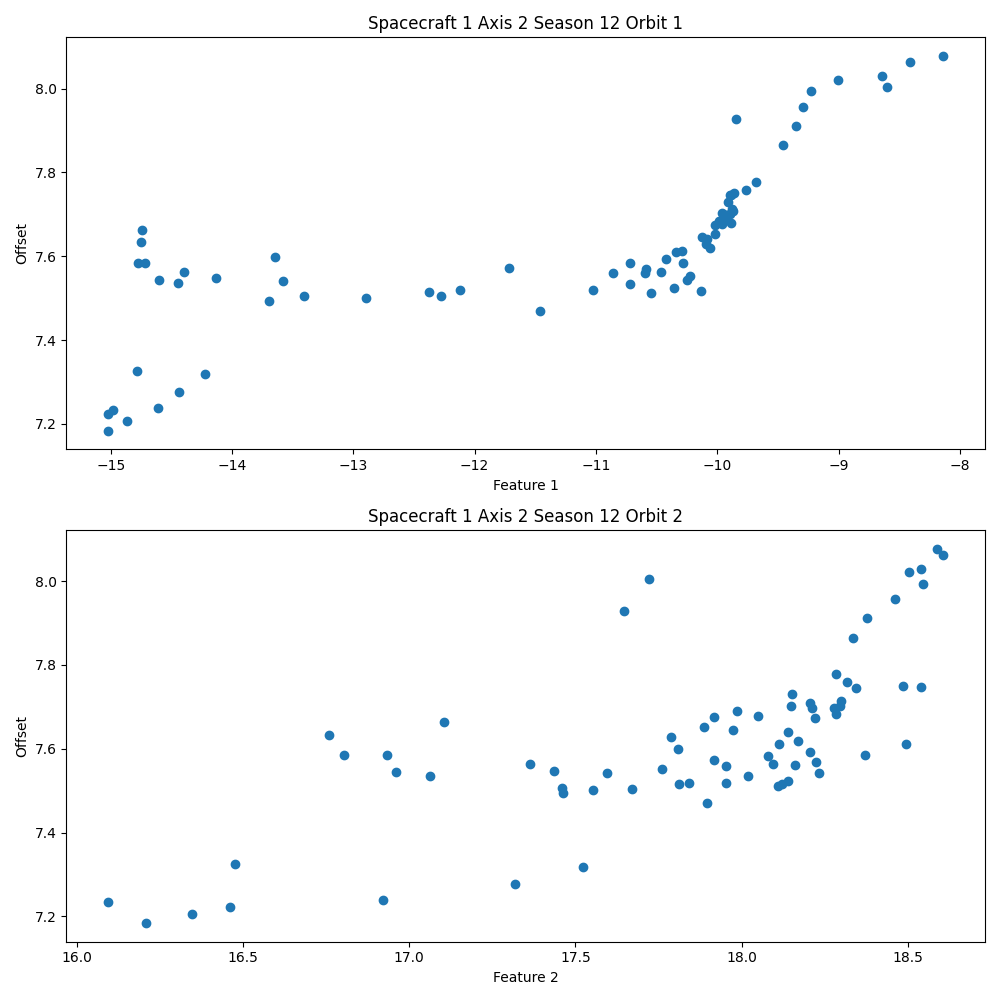 Spacecraft 1 Axis 2 Season 12 Orbit 1
8.0
7.8
7.6
7.4
7.2
Offset
−15 −14 −13 −12 −11 −10 −9 −8
Feature 1
Spacecraft 1 Axis 2 Season 12 Orbit 2
8.0
7.8
7.6
7.4
7.2
Offset
16.0 16.5 17.0 17.5 18.0 18.5
Feature 2